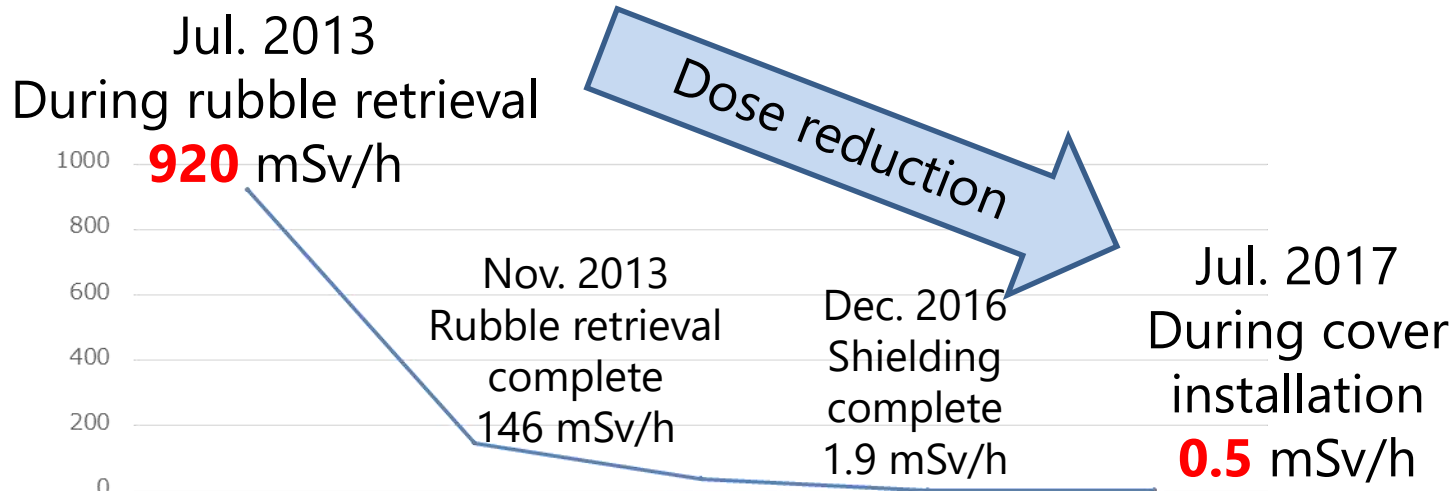 Jul. 2013
During rubble retrieval
920 mSv/h
Dose reduction
1000
800
600
400
200
0
Nov. 2013
Rubble retrieval
complete
146 mSv/h
Dec. 2016
Shielding
complete
1.9 mSv/h
Jul. 2017
During cover
installation
0.5 mSv/h